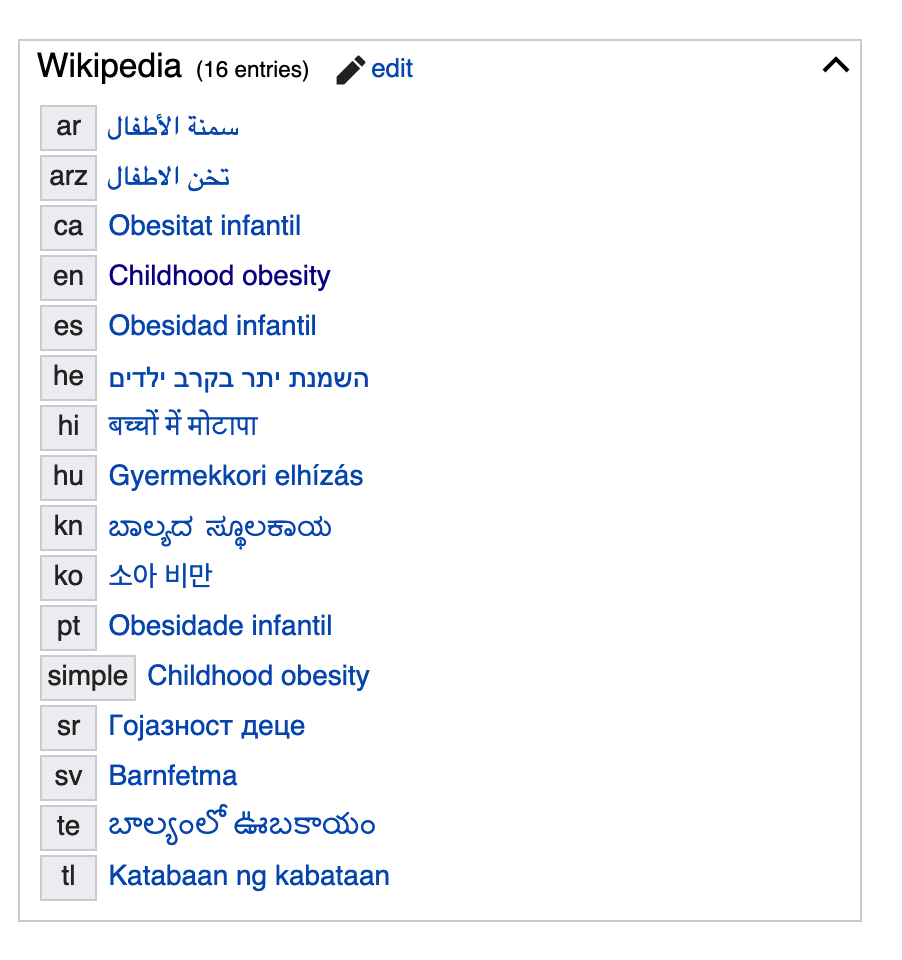 Wikipedia (16 entries) edit
ar سمنة الأطفال
arz تخن الاطفال
ca Obesitat infantil
en Childhood obesity
es Obesidad infantil
he השמנת יתר בקרב ילדים
hi बच्चों में मोटापा
hu Gyermekkori elhízás
kn ಬಾಲ್ಯದ ಸ್ಥೂಲಕಾಯ
ko 소아 비만
pt Obesidade infantil
simple Childhood obesity
sr Гојазност деце
sv Barnfetma
te బాల్యంలో ఊబకాయం
tl Katabaan ng kabataan